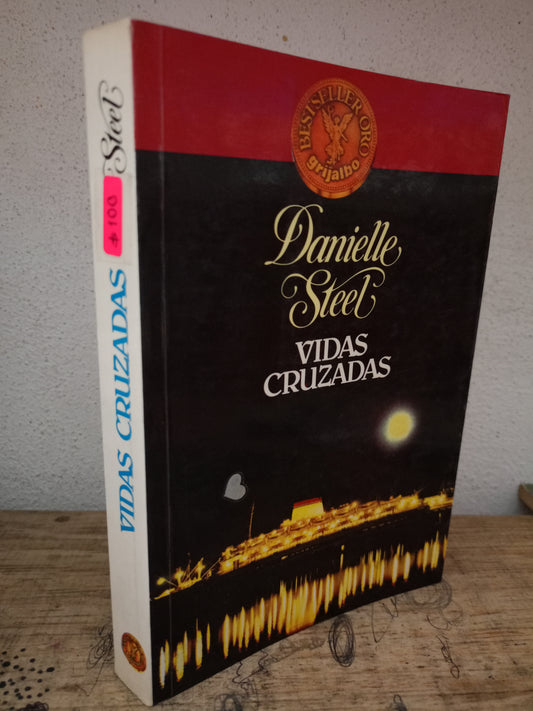 BESTSELLER ORO
grijalbo
Danielle
Steel
VIDAS
CRUZADAS
Steel
$100
VIDAS CRUZADAS